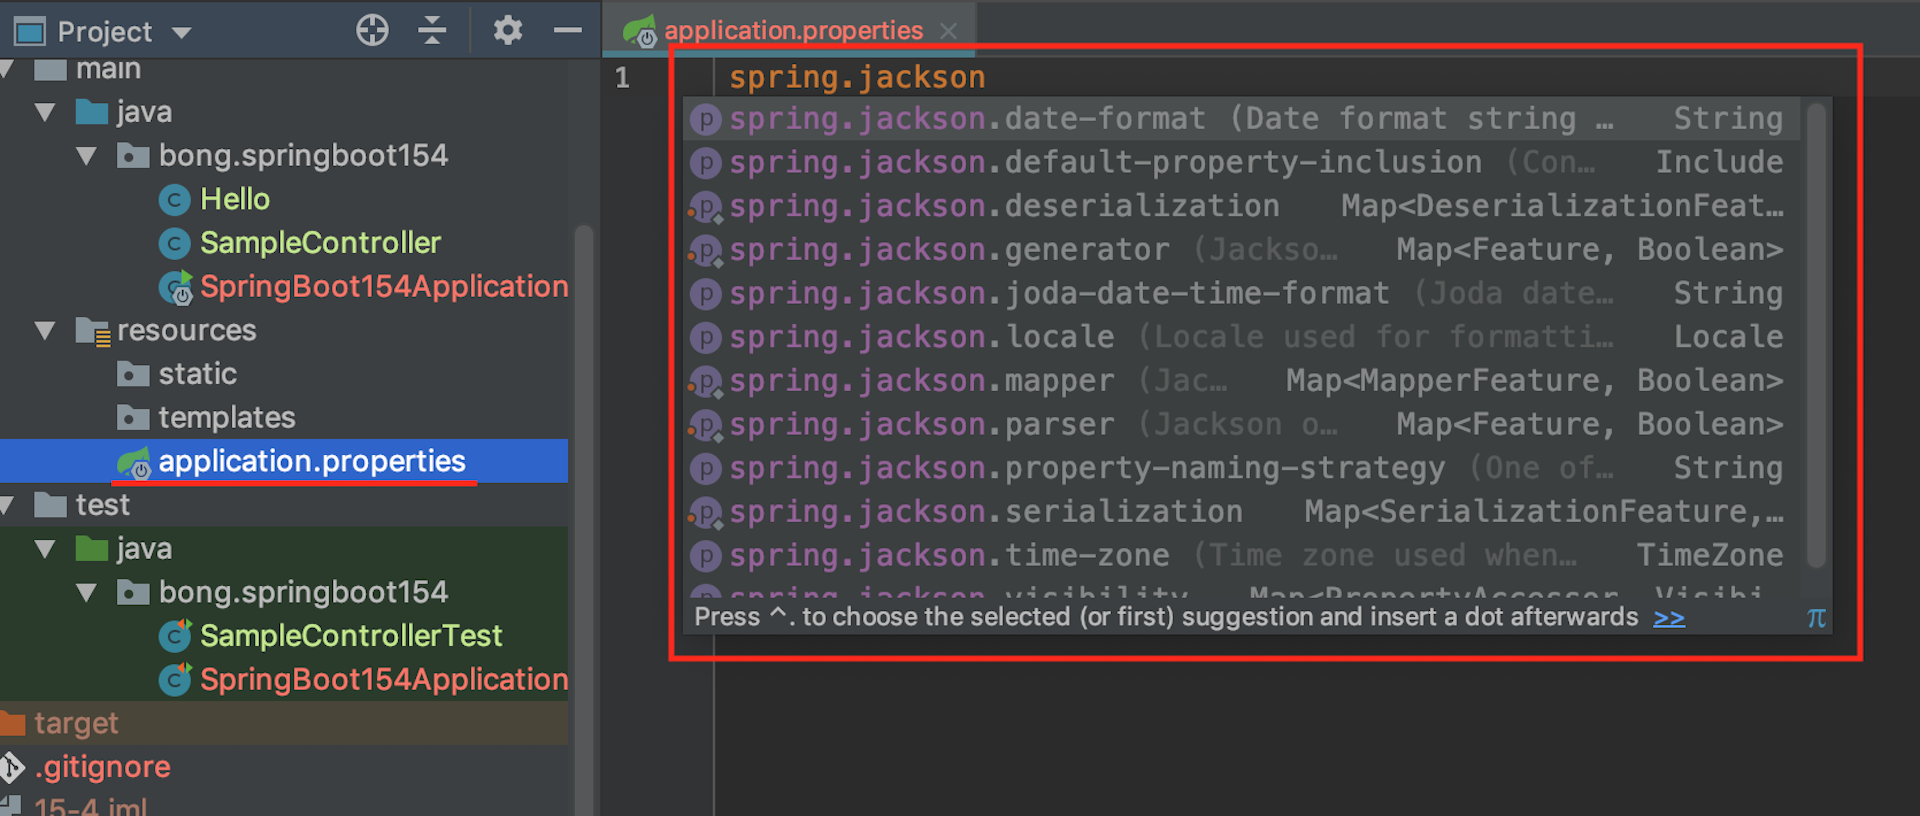 Project
main
java
bong.springboot154
Hello
SampleController
SpringBoot154Application
resources
static
templates
application.properties
test
java
bong.springboot154
SampleControllerTest
SpringBoot154Application
target
.gitignore
15-4.iml
application.properties
1 spring.jackson
spring.jackson.date-format (Date format string … String
spring.jackson.default-property-inclusion (Con… Include
spring.jackson.deserialization Map<DeserializationFeat…
spring.jackson.generator (Jackso… Map<Feature, Boolean>
spring.jackson.joda-date-time-format (Joda date… String
spring.jackson.locale (Locale used for formatti… Locale
spring.jackson.mapper (Jac… Map<MapperFeature, Boolean>
spring.jackson.parser (Jackson o… Map<Feature, Boolean>
spring.jackson.property-naming-strategy (One of… String
spring.jackson.serialization Map<SerializationFeature,…
spring.jackson.time-zone (Time zone used when… TimeZone
spring.jackson.visibility Map<PropertyAccessor, Visibi…
Press ^. to choose the selected (or first) suggestion and insert a dot afterwards >> π